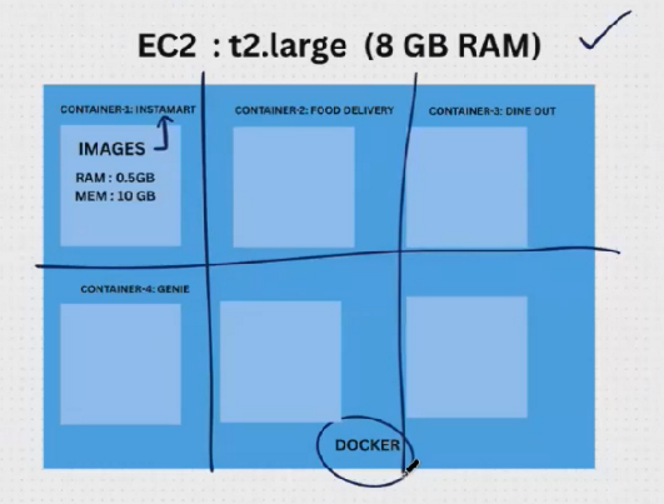 EC2 : t2.large (8 GB RAM)
CONTAINER-1: INSTAMART
CONTAINER-2: FOOD DELIVERY
CONTAINER-3: DINE OUT
IMAGES
RAM : 0.5GB
MEM : 10 GB
CONTAINER-4: GENIE
DOCKER